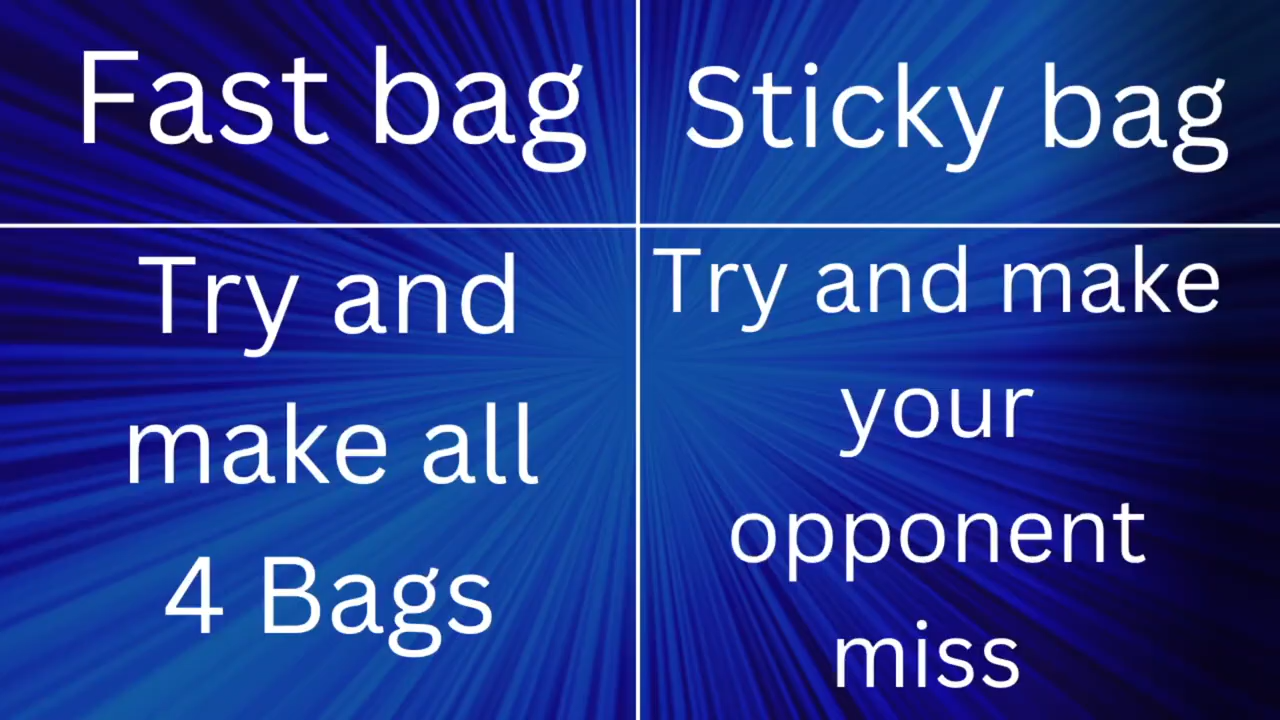 Fast bag
Sticky bag
Try and
make all
4 Bags
Try and make
your
opponent
miss